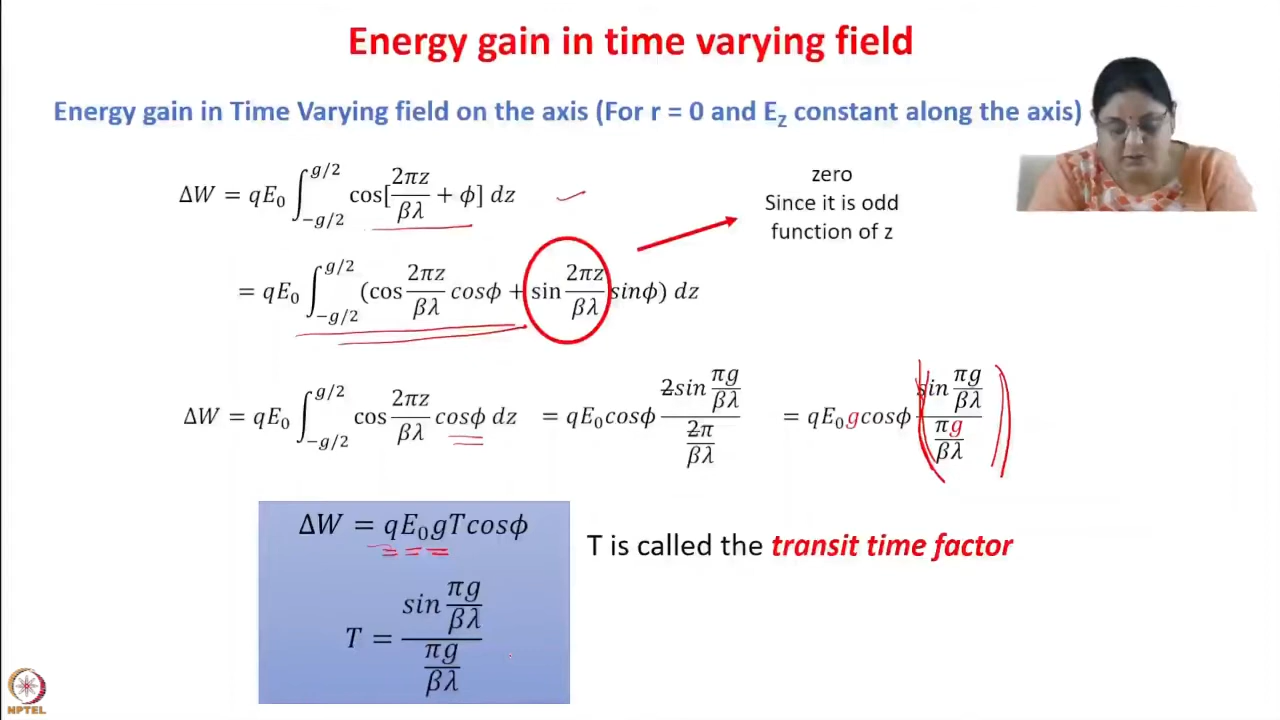 Energy gain in time varying field
Energy gain in Time Varying field on the axis (For r = 0 and E_z constant along the axis)
ΔW = qE₀ ∫_{-g/2}^{g/2} cos[2πz/βλ + ϕ] dz
zero
Since it is odd
function of z
= qE₀ ∫_{-g/2}^{g/2} (cos 2πz/βλ cosϕ + sin 2πz/βλ sinϕ) dz
ΔW = qE₀ ∫_{-g/2}^{g/2} cos 2πz/βλ cosϕ dz = qE₀cosϕ (2sin πg/βλ)/(2π/βλ) = qE₀gcosϕ (sin πg/βλ)/(πg/βλ)
ΔW = qE₀gTcosϕ
T is called the transit time factor
T = (sin πg/βλ)/(πg/βλ)
NPTEL